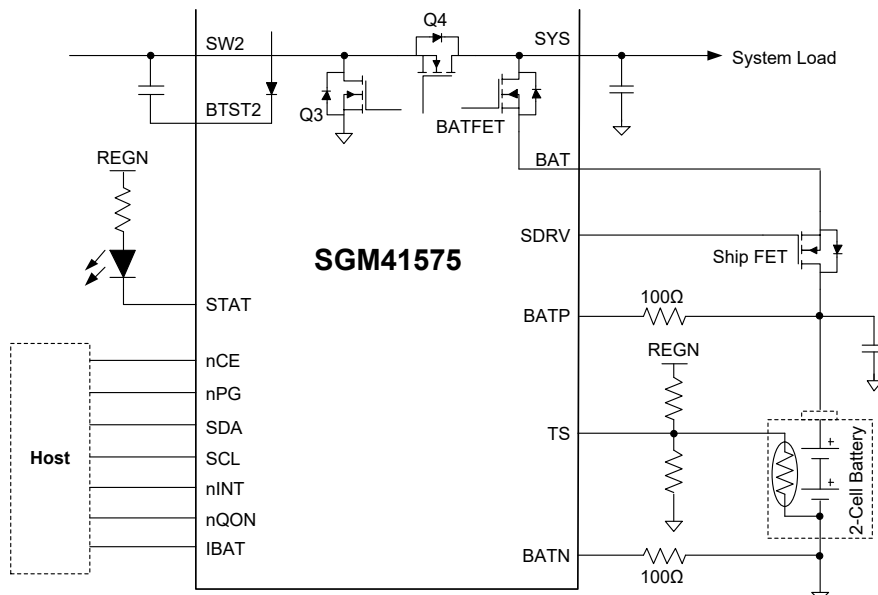 Q4
SW2
SYS
System Load
BTST2
Q3
BATFET
REGN
BAT
SDRV
Ship FET
SGM41575
STAT
100Ω
BATP
REGN
nCE
nPG
TS
SDA
Host
SCL
nINT
nQON
IBAT
+
+
2-Cell Battery
BATN
100Ω